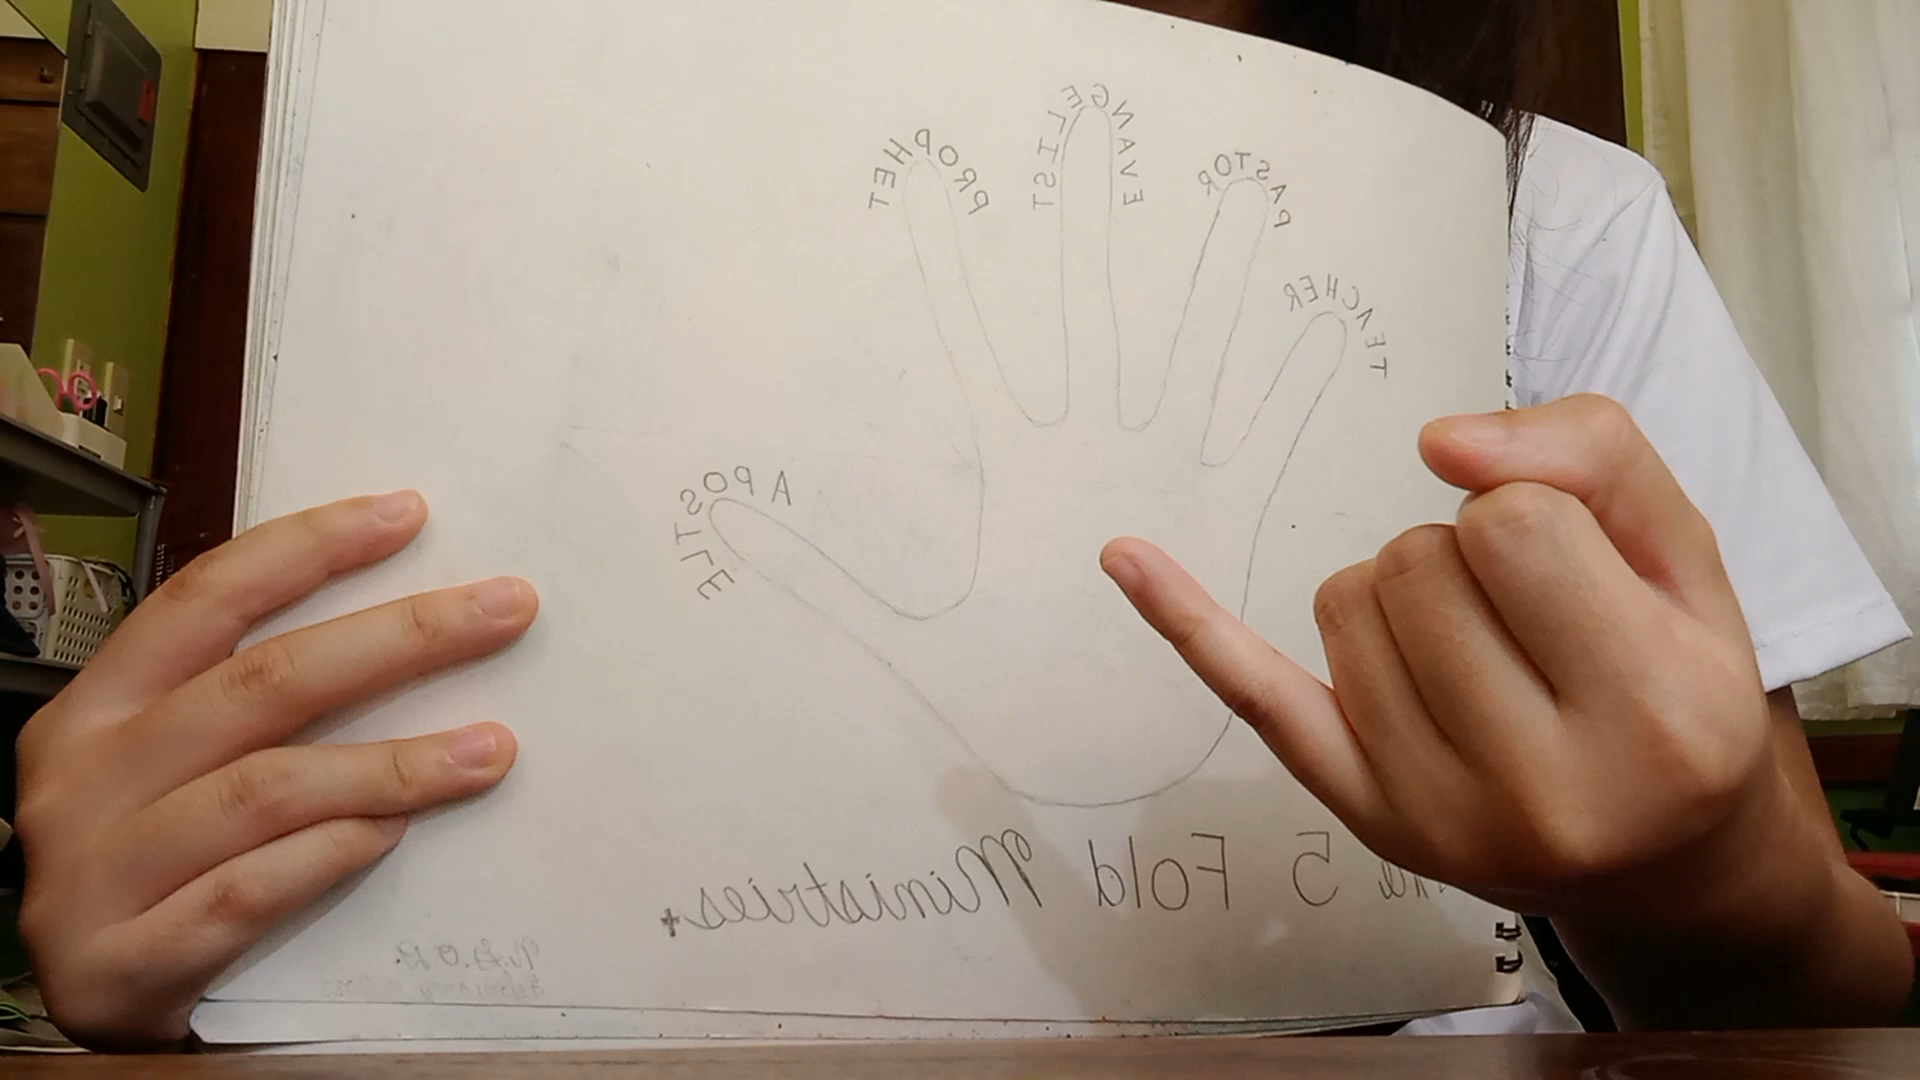 APOSTLE
PROPHET
EVANGELIST
PASTOR
TEACHER
5 Fold Ministries